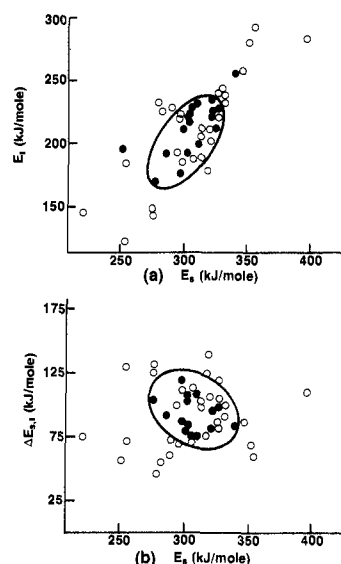 300
250
200
150
E_I (kJ/mole)
250 300 350 400
(a) E_s (kJ/mole)
175
125
75
25
ΔE_s,I (kJ/mole)
250 300 350 400
(b) E_s (kJ/mole)